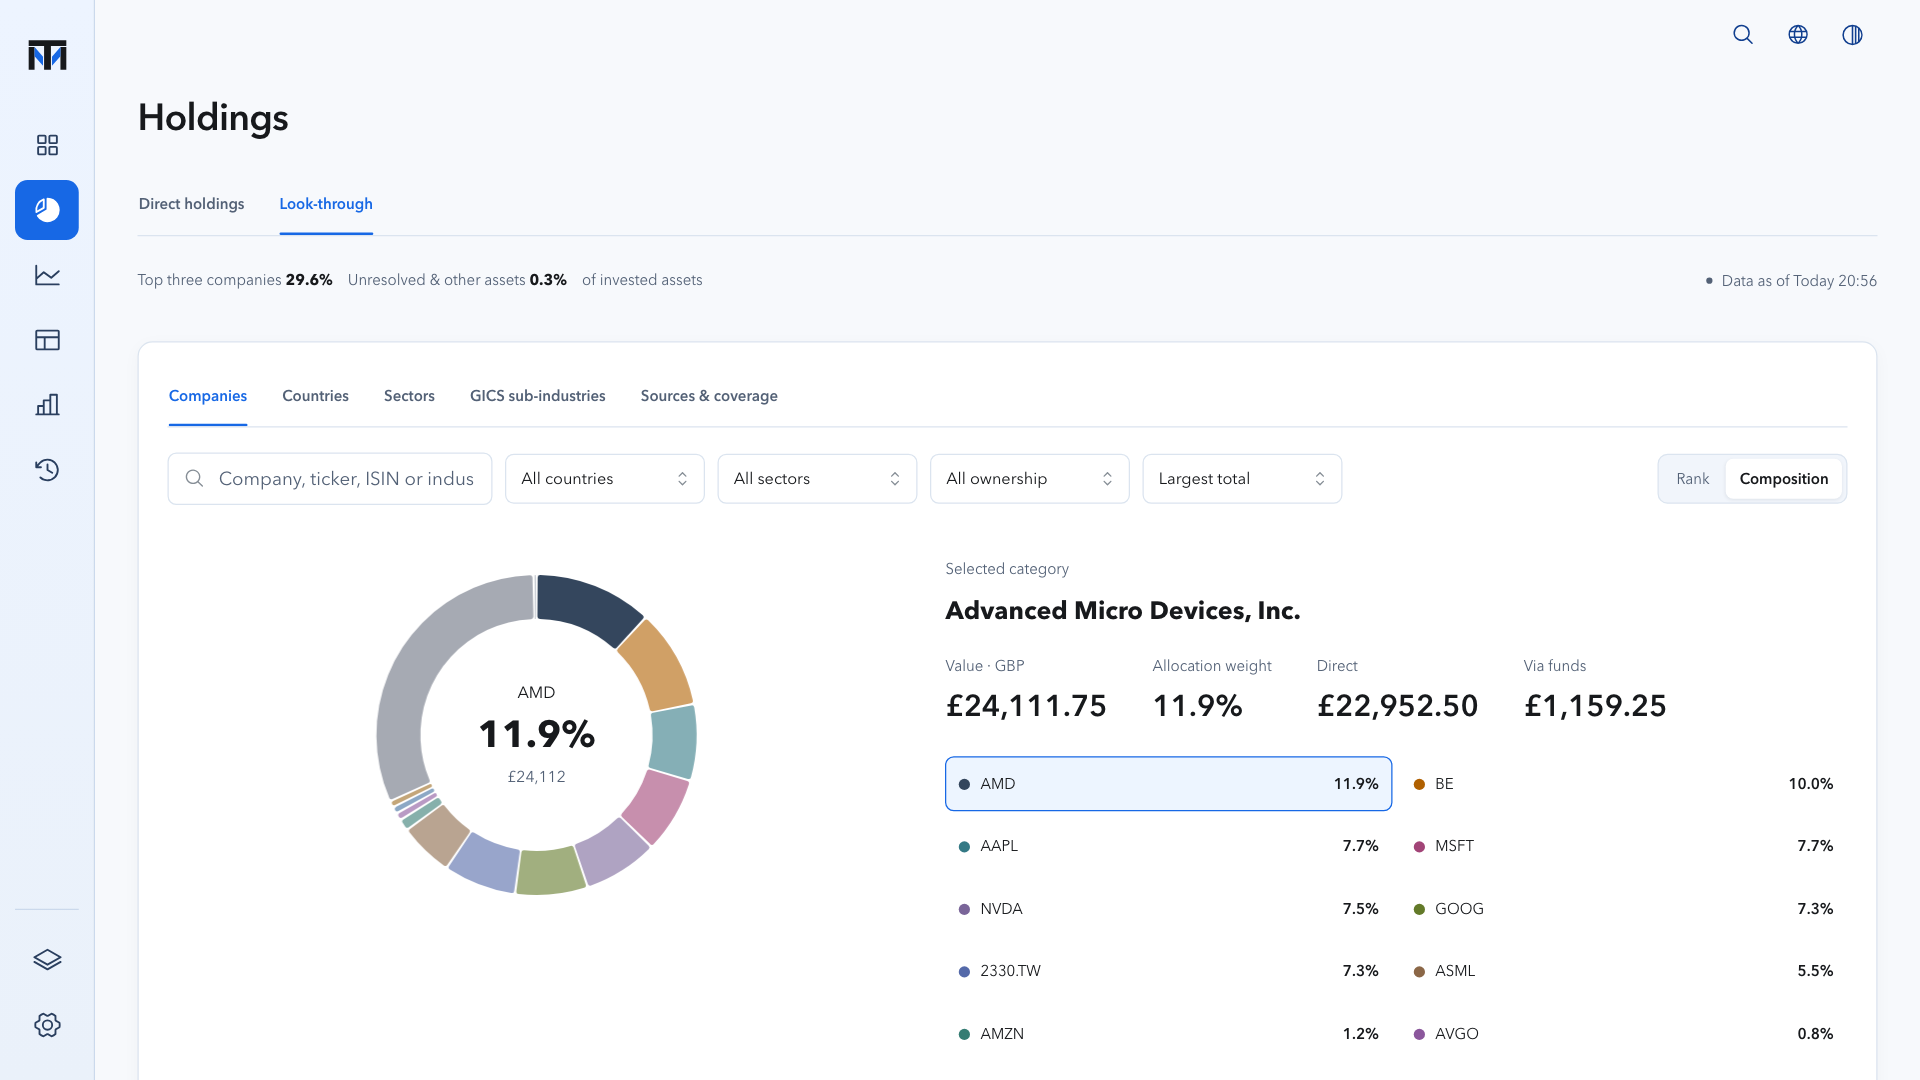 Holdings
Direct holdings Look-through
Top three companies 29.6% Unresolved & other assets 0.3% of invested assets
Data as of Today 20:56
Companies Countries Sectors GICS sub-industries Sources & coverage
Company, ticker, ISIN or indus All countries All sectors All ownership Largest total Rank Composition
AMD
11.9%
£24,112
Selected category
Advanced Micro Devices, Inc.
Value · GBP Allocation weight Direct Via funds
£24,111.75 11.9% £22,952.50 £1,159.25
AMD 11.9% BE 10.0%
AAPL 7.7% MSFT 7.7%
NVDA 7.5% GOOG 7.3%
2330.TW 7.3% ASML 5.5%
AMZN 1.2% AVGO 0.8%